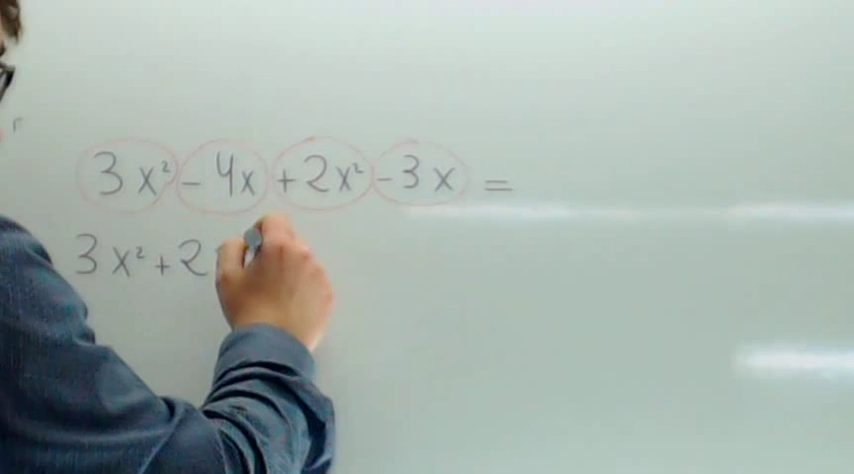 3x² - 4x + 2x² - 3x =
3x² + 2